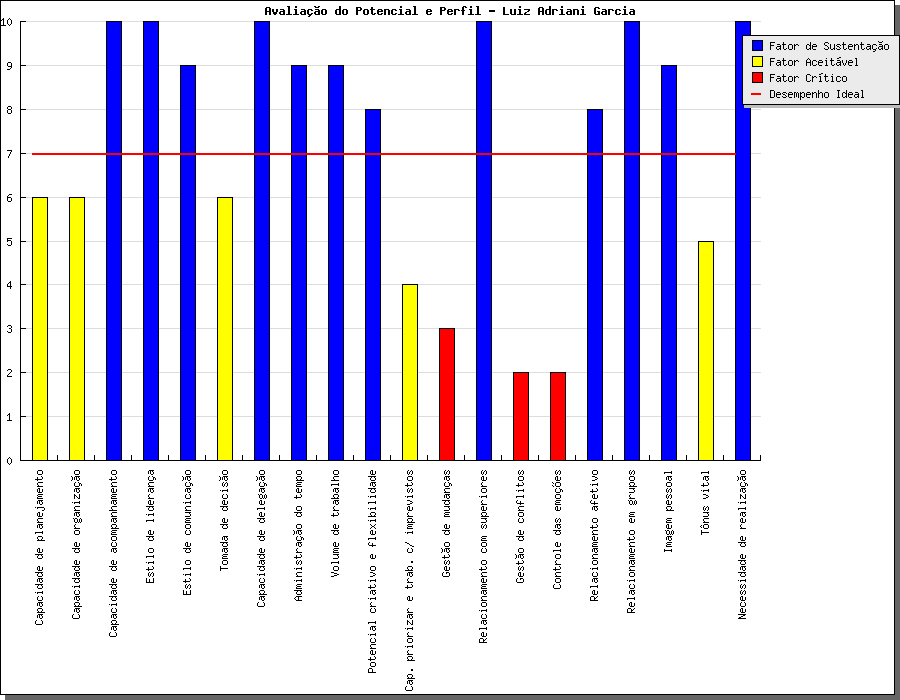 Avaliação do Potencial e Perfil - Luiz Adriani Garcia
10
9
8
7
6
5
4
3
2
1
0
Fator de Sustentação
Fator Aceitável
Fator Crítico
Desempenho Ideal
Capacidade de planejamento
Capacidade de organização
Capacidade de acompanhamento
Estilo de liderança
Estilo de comunicação
Tomada de decisão
Capacidade de delegação
Administração do tempo
Volume de trabalho
Potencial criativo e flexibilidade
Cap. priorizar e trab. c/ imprevistos
Gestão de mudanças
Relacionamento com superiores
Gestão de conflitos
Controle das emoções
Relacionamento afetivo
Relacionamento em grupos
Imagem pessoal
Tônus vital
Necessidade de realização